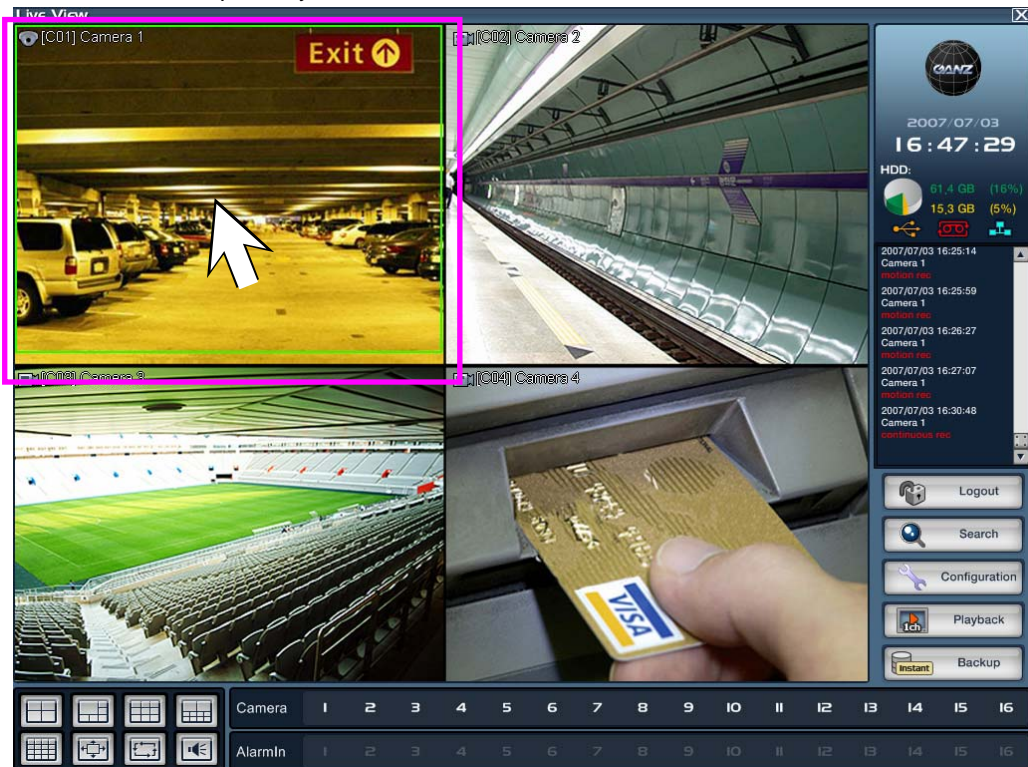 Live View
[C01] Camera 1
Exit
[C02] Camera 2
[C03] Camera 3
[C04] Camera 4
VISA
GANZ
2007/07/03
16:47:29
HDD:
61,4 GB (16%)
15,3 GB (5%)
2007/07/03 16:25:14
Camera 1
motion rec
2007/07/03 16:25:59
Camera 1
motion rec
2007/07/03 16:26:27
Camera 1
motion rec
2007/07/03 16:27:07
Camera 1
motion rec
2007/07/03 16:30:48
Camera 1
continuous rec
Logout
Search
Configuration
1ch Playback
Instant Backup
Camera 1 2 3 4 5 6 7 8 9 10 11 12 13 14 15 16
AlarmIn 1 2 3 4 5 6 7 8 9 10 11 12 13 14 15 16